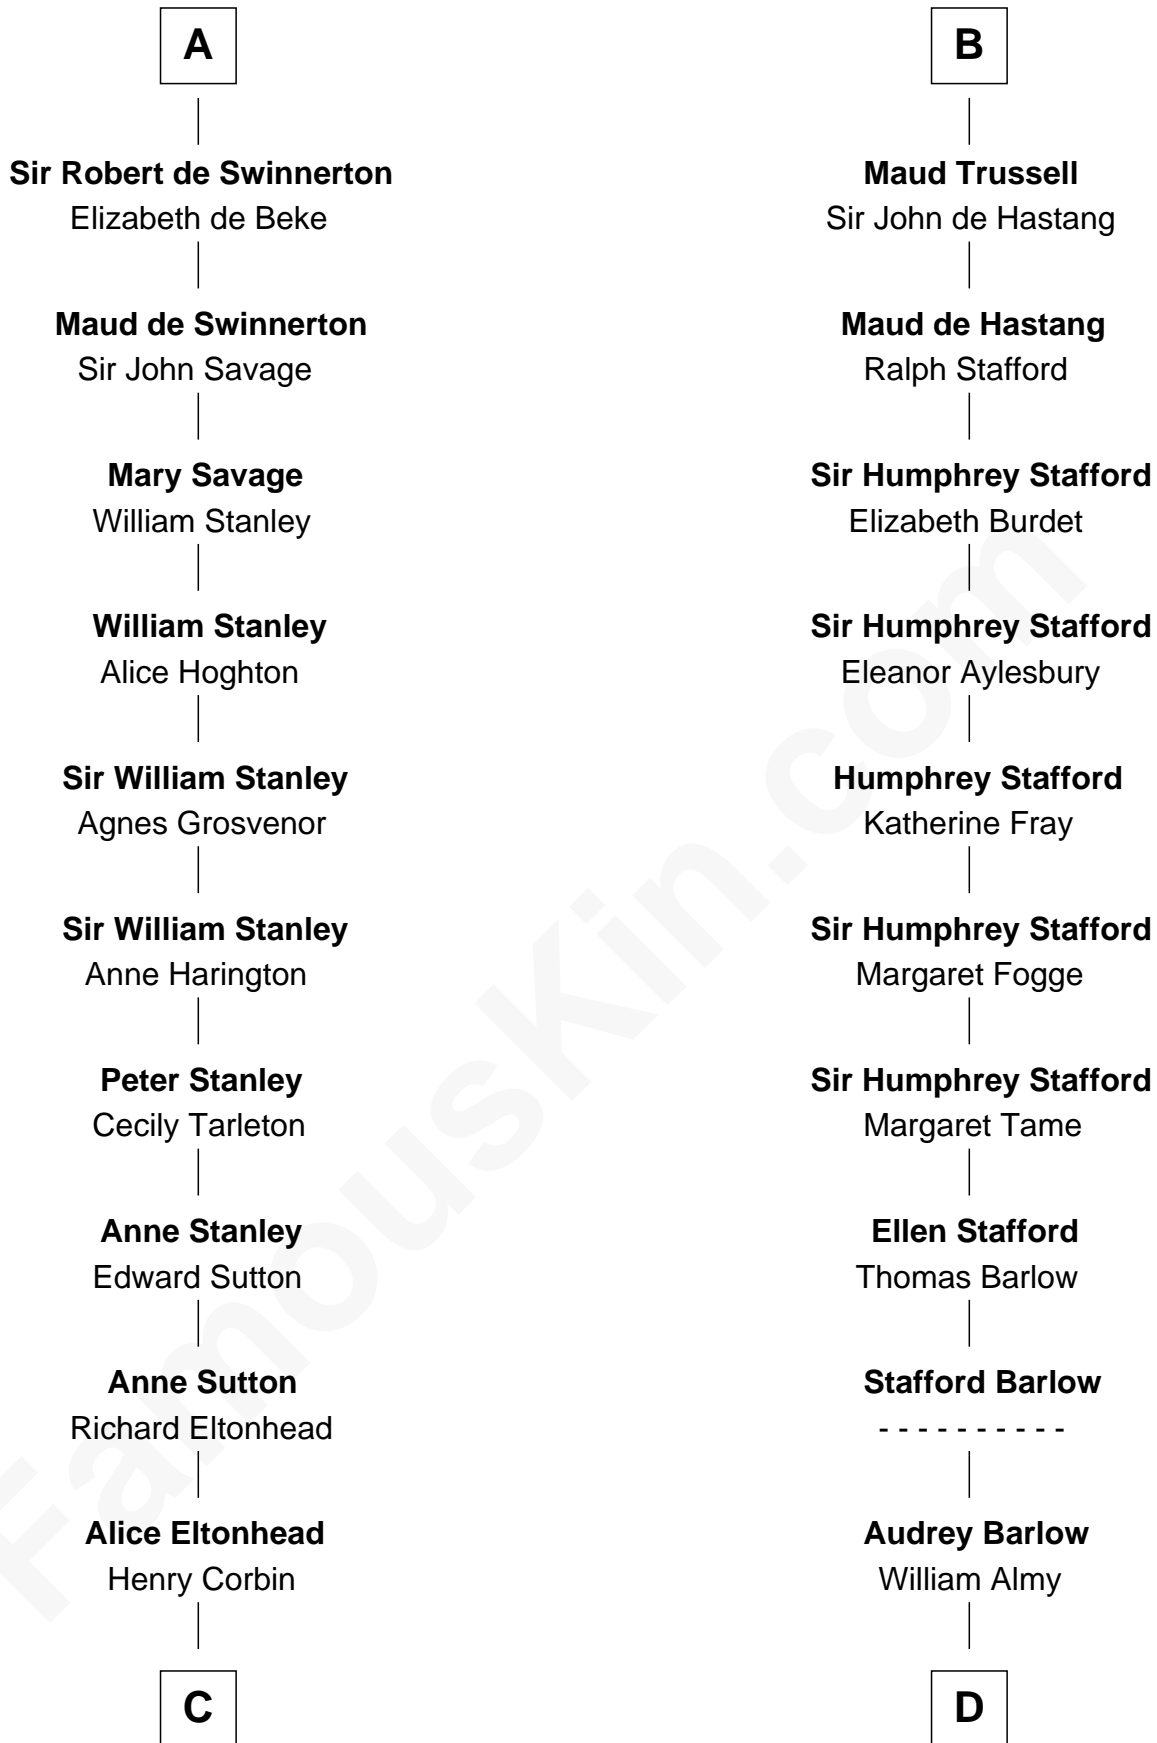 A
Sir Robert de Swinnerton
Elizabeth de Beke
Maud de Swinnerton
Sir John Savage
Mary Savage
William Stanley
William Stanley
Alice Hoghton
Sir William Stanley
Agnes Grosvenor
Sir William Stanley
Anne Harington
Peter Stanley
Cecily Tarleton
Anne Stanley
Edward Sutton
Anne Sutton
Richard Eltonhead
Alice Eltonhead
Henry Corbin
C
B
Maud Trussell
Sir John de Hastang
Maud de Hastang
Ralph Stafford
Sir Humphrey Stafford
Elizabeth Burdet
Sir Humphrey Stafford
Eleanor Aylesbury
Humphrey Stafford
Katherine Fray
Sir Humphrey Stafford
Margaret Fogge
Sir Humphrey Stafford
Margaret Tame
Ellen Stafford
Thomas Barlow
Stafford Barlow
- - - - - - - - - -
Audrey Barlow
William Almy
D
FamousKin.com